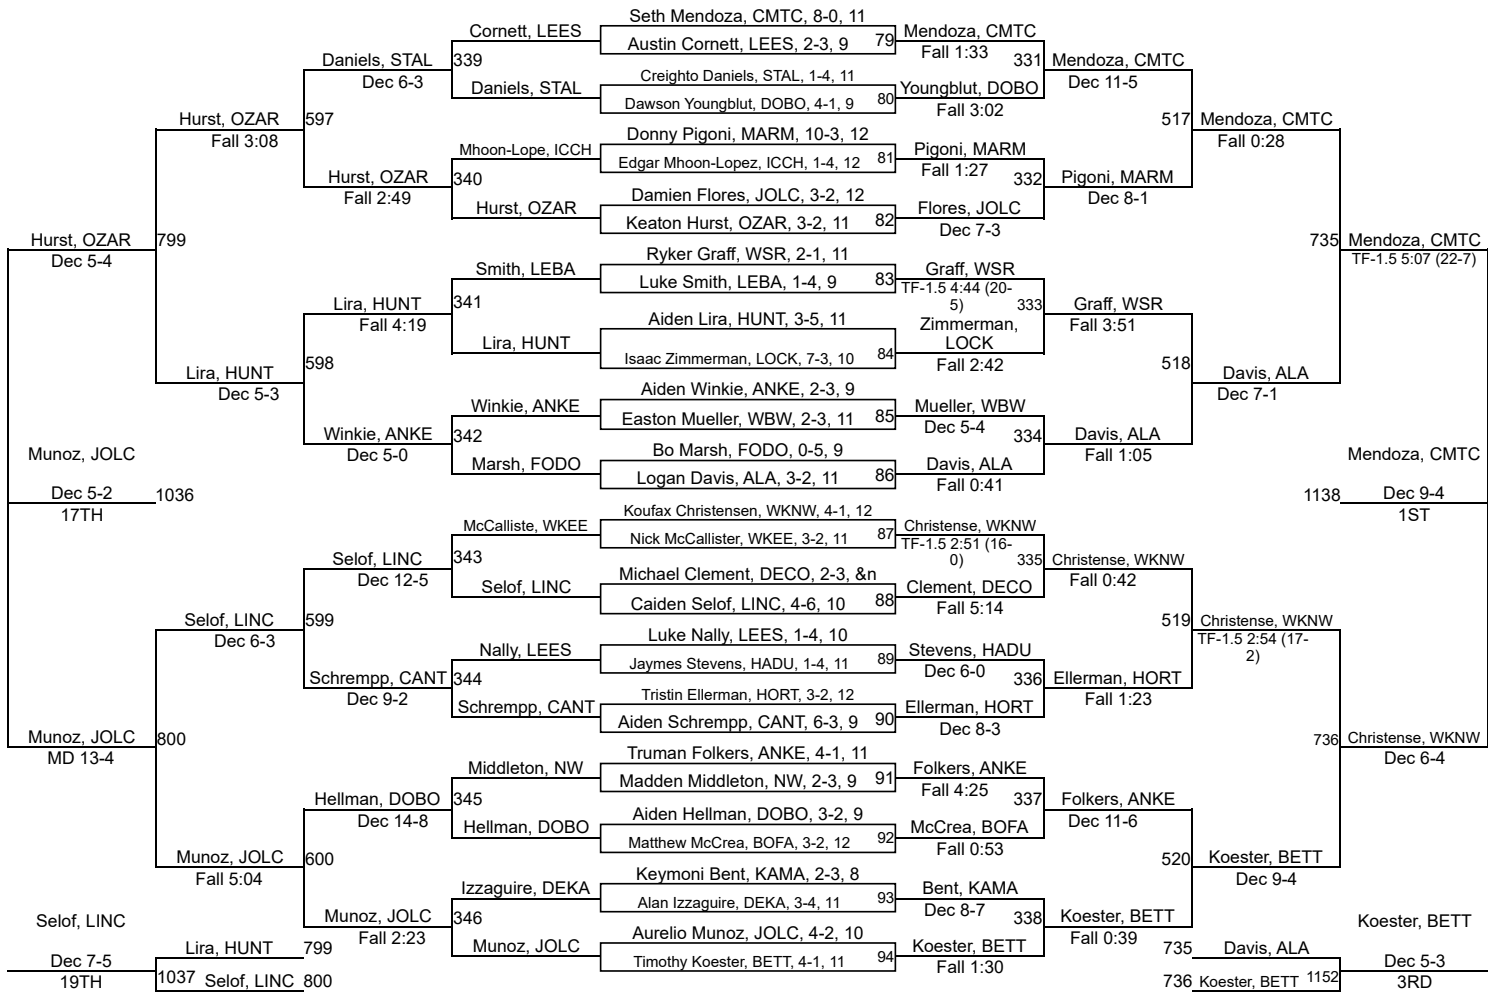 Seth Mendoza, CMTC, 8-0, 11
Cornett, LEES
79
Mendoza, CMTC
Austin Cornett, LEES, 2-3, 9
Fall 1:33
Daniels, STAL
339
331
Mendoza, CMTC
Dec 6-3
Creighto Daniels, STAL, 1-4, 11
Dec 11-5
Daniels, STAL
Youngblut, DOBO
Dawson Youngblut, DOBO, 4-1, 9
80
Fall 3:02
Hurst, OZAR
597
517
Mendoza, CMTC
Fall 3:08
Donny Pigoni, MARM, 10-3, 12
Fall 0:28
Mhoon-Lope, ICCH
Pigoni, MARM
Edgar Mhoon-Lopez, ICCH, 1-4, 12
81
Fall 1:27
Hurst, OZAR
340
332
Pigoni, MARM
Fall 2:49
Damien Flores, JOLC, 3-2, 12
Dec 8-1
Hurst, OZAR
Flores, JOLC
Keaton Hurst, OZAR, 3-2, 11
82
Dec 7-3
Hurst, OZAR
799
735
Mendoza, CMTC
Dec 5-4
Ryker Graff, WSR, 2-1, 11
TF-1.5 5:07 (22-7)
Smith, LEBA
Graff, WSR
Luke Smith, LEBA, 1-4, 9
83
TF-1.5 4:44 (20-
5)
Lira, HUNT
341
333
Graff, WSR
Fall 4:19
Aiden Lira, HUNT, 3-5, 11
Zimmerman,
Fall 3:51
Lira, HUNT
LOCK
Isaac Zimmerman, LOCK, 7-3, 10
84
Fall 2:42
Lira, HUNT
598
518
Davis, ALA
Dec 5-3
Aiden Winkie, ANKE, 2-3, 9
Dec 7-1
Winkie, ANKE
Mueller, WBW
Easton Mueller, WBW, 2-3, 11
85
Dec 5-4
Winkie, ANKE
342
334
Davis, ALA
Dec 5-0
Bo Marsh, FODO, 0-5, 9
Fall 1:05
Munoz, JOLC
Mendoza, CMTC
Marsh, FODO
Davis, ALA
Logan Davis, ALA, 3-2, 11
86
Fall 0:41
Dec 5-2
1036
1138
Dec 9-4
17TH
Koufax Christensen, WKNW, 4-1, 12
1ST
McCalliste, WKEE
Christense, WKNW
Nick McCallister, WKEE, 3-2, 11
87
TF-1.5 2:51 (16-
0)
Selof, LINC
343
335
Christense, WKNW
Dec 12-5
Michael Clement, DECO, 2-3, &n
Fall 0:42
Selof, LINC
Clement, DECO
Caiden Selof, LINC, 4-6, 10
88
Fall 5:14
Selof, LINC
599
519
Christense, WKNW
Dec 6-3
Luke Nally, LEES, 1-4, 10
TF-1.5 2:54 (17-
2)
Nally, LEES
Stevens, HADU
Jaymes Stevens, HADU, 1-4, 11
89
Dec 6-0
Schrempp, CANT
344
336
Ellerman, HORT
Dec 9-2
Tristin Ellerman, HORT, 3-2, 12
Fall 1:23
Schrempp, CANT
Ellerman, HORT
Aiden Schrempp, CANT, 6-3, 9
90
Dec 8-3
Munoz, JOLC
800
736
Christense, WKNW
MD 13-4
Truman Folkers, ANKE, 4-1, 11
Dec 6-4
Middleton, NW
Folkers, ANKE
Madden Middleton, NW, 2-3, 9
91
Fall 4:25
Hellman, DOBO
345
337
Folkers, ANKE
Dec 14-8
Aiden Hellman, DOBO, 3-2, 9
Dec 11-6
Hellman, DOBO
McCrea, BOFA
Matthew McCrea, BOFA, 3-2, 12
92
Fall 0:53
Munoz, JOLC
600
520
Koester, BETT
Fall 5:04
Keymoni Bent, KAMA, 2-3, 8
Dec 9-4
Izzaguire, DEKA
Bent, KAMA
Alan Izzaguire, DEKA, 3-4, 11
93
Dec 8-7
Munoz, JOLC
346
338
Koester, BETT
Fall 2:23
Aurelio Munoz, JOLC, 4-2, 10
Fall 0:39
Selof, LINC
Koester, BETT
Munoz, JOLC
Koester, BETT
Timothy Koester, BETT, 4-1, 11
94
Fall 1:30
Lira, HUNT
799
735
Davis, ALA
Dec 7-5
Dec 5-3
19TH
1037
Selof, LINC
800
736
Koester, BETT
1152
3RD